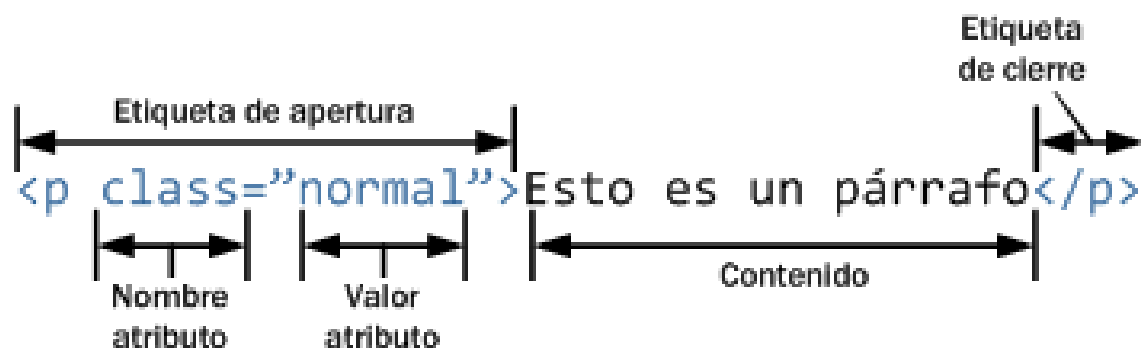 Etiqueta
de cierre
Etiqueta de apertura
<p class=”normal”>Esto es un párrafo</p>
Contenido
Nombre
atributo
Valor
atributo